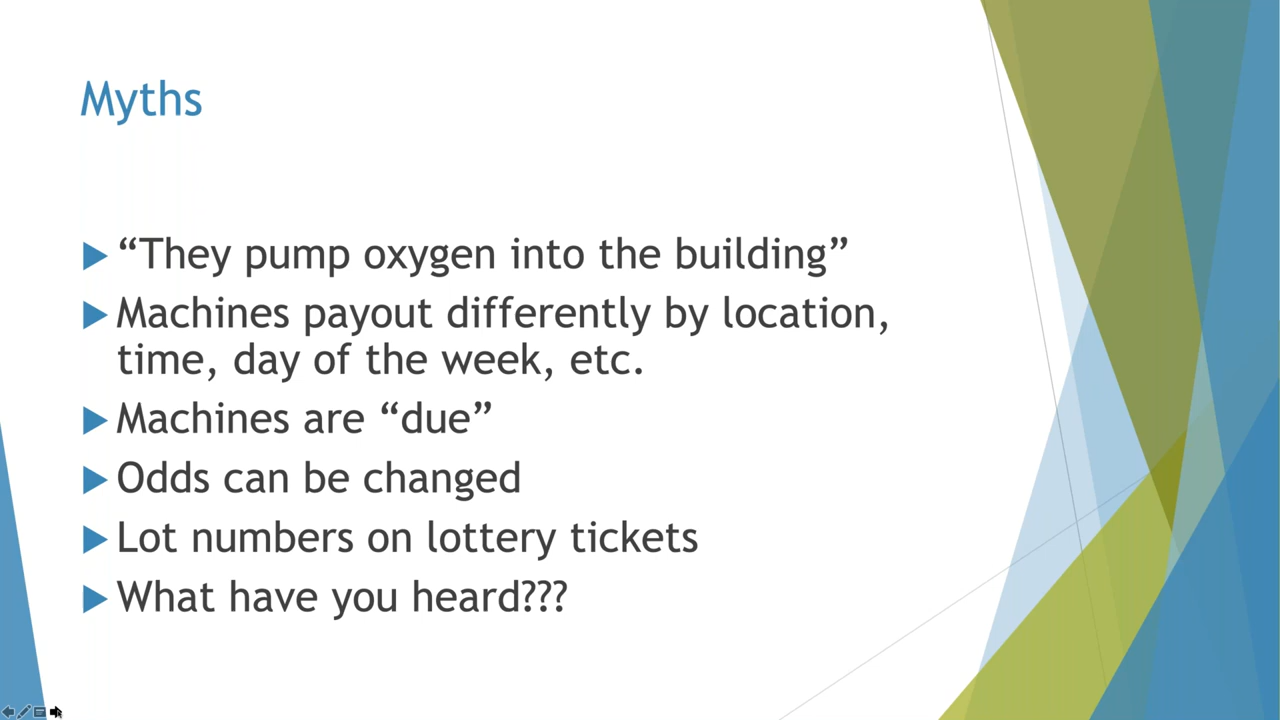 Myths
“They pump oxygen into the building”
Machines payout differently by location,
time, day of the week, etc.
Machines are “due”
Odds can be changed
Lot numbers on lottery tickets
What have you heard???